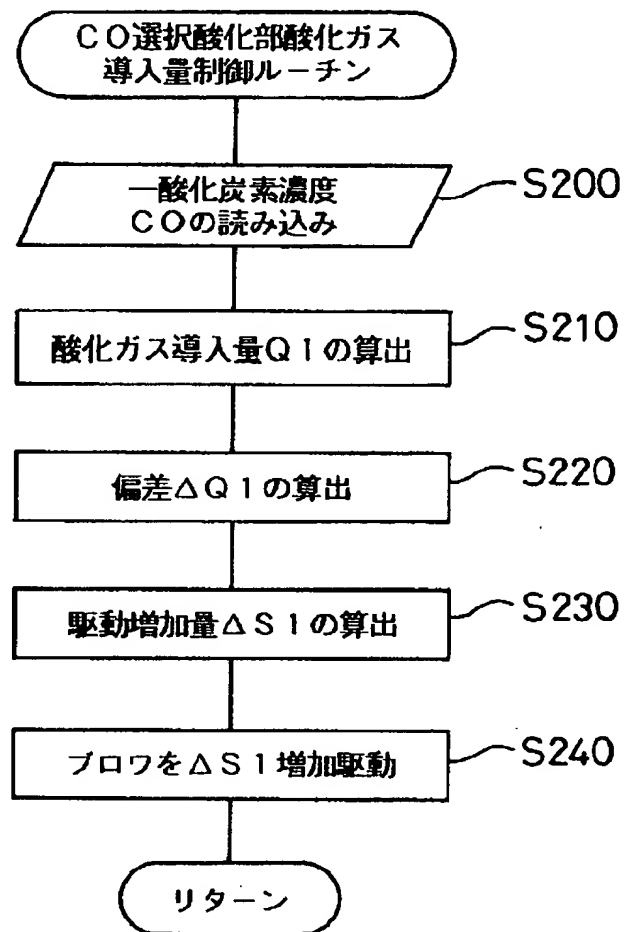 CO選択酸化部酸化ガス
導入量制御ルーチン
一酸化炭素濃度
COの読み込み
S200
酸化ガス導入量Q1の算出
S210
偏差△Q1の算出
S220
駆動増加量△S1の算出
S230
ブロワを△S1増加駆動
S240
リターン